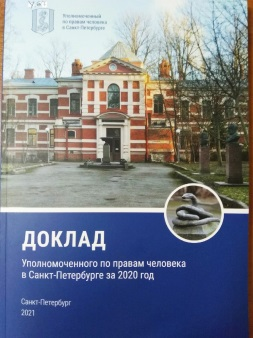 Уполномоченный
по правам человека
в Санкт-Петербурге
ДОКЛАД
Уполномоченного по правам человека
в Санкт-Петербурге за 2020 год
Санкт-Петербург
2021